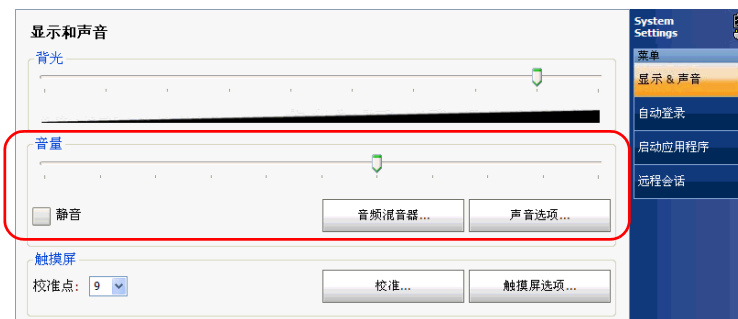 显示和声音
背光
音量
静音
音频混音器...
声音选项...
触摸屏
校准点: 9
校准...
触摸屏选项...
System
Settings
菜单
显示 & 声音
自动登录
启动应用程序
远程会话